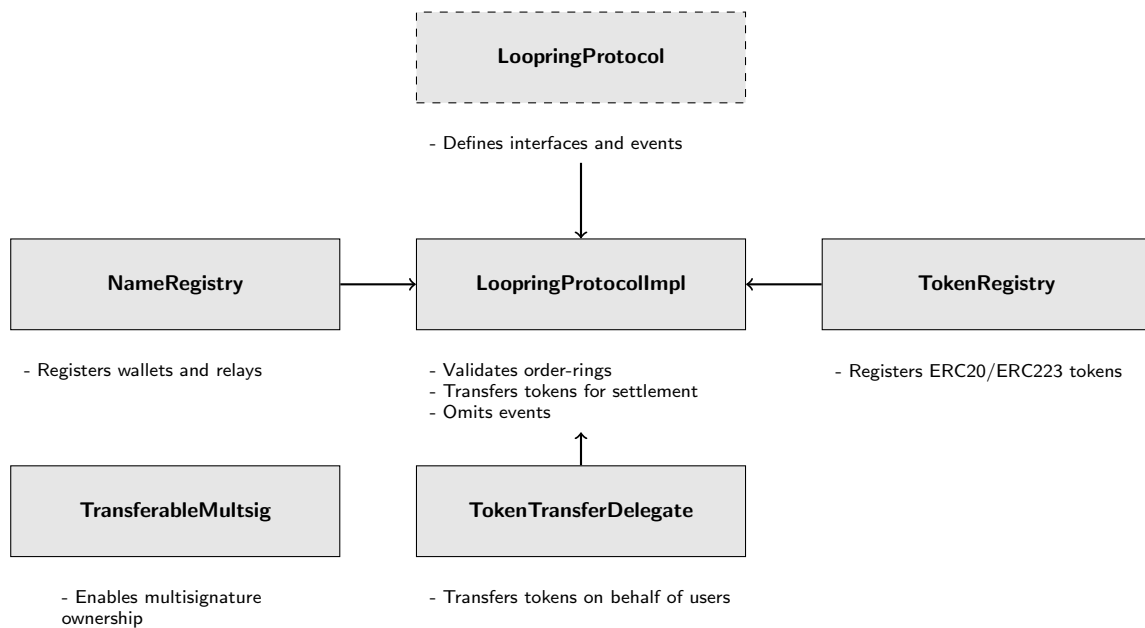 LoopringProtocol
- Defines interfaces and events
NameRegistry
LoopringProtocolImpl
TokenRegistry
- Registers wallets and relays
- Validates order-rings
- Transfers tokens for settlement
- Omits events
- Registers ERC20/ERC223 tokens
TransferableMultsig
TokenTransferDelegate
- Enables multisignature
ownership
- Transfers tokens on behalf of users